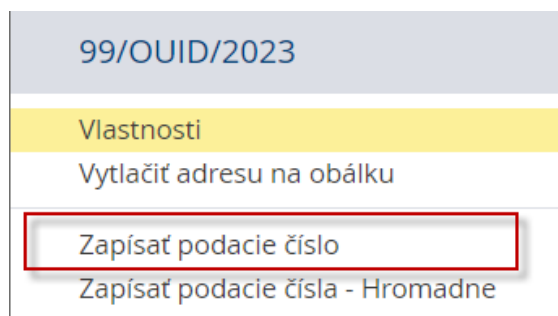 99/OUID/2023
Vlastnosti
Vytlačiť adresu na obálku
Zapísať podacie číslo
Zapísať podacie čísla - Hromadne